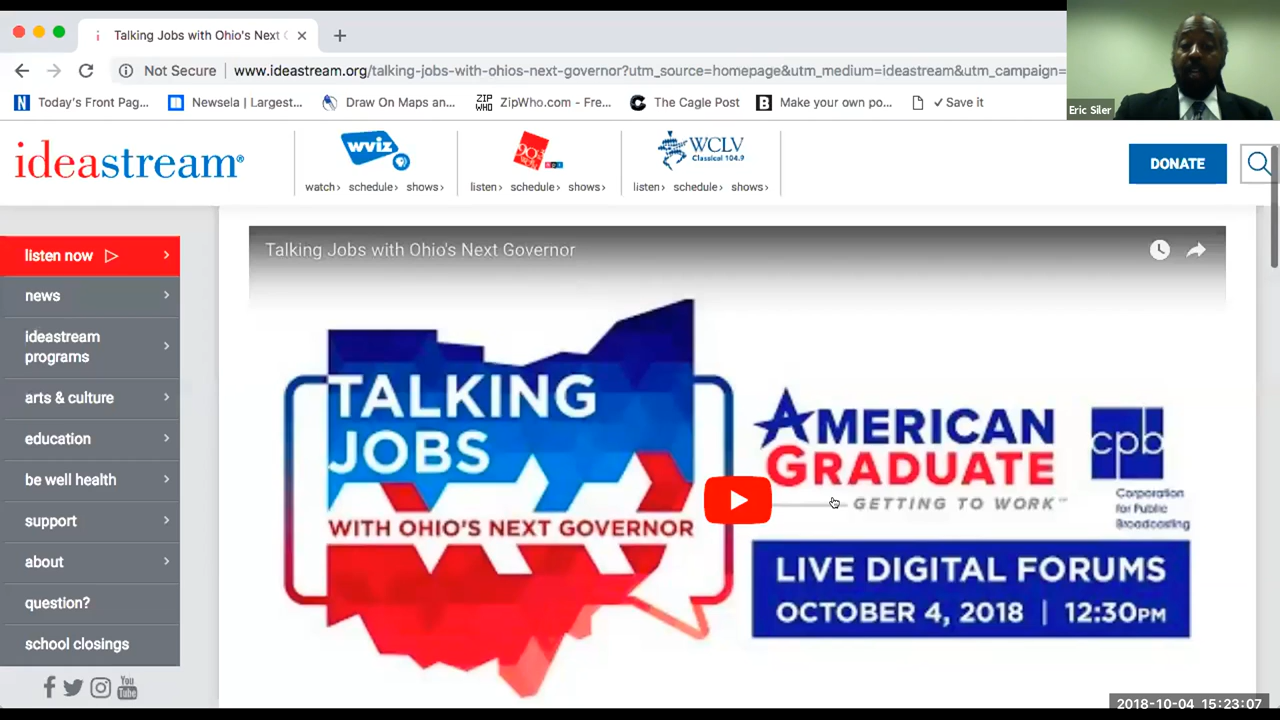 Talking Jobs with Ohio's Next G
Not Secure
www.ideastream.org/talking-jobs-with-ohios-next-governor?utm_source=homepage&utm_medium=ideastream&utm_campaign=
Eric Siler
Today's Front Pag...
Newsela | Largest...
Draw On Maps an...
ZIP WHO
ZipWho.com - Fre...
The Cagle Post
Make your own po...
✓ Save it
ideastream®
wviz
watch› schedule› shows›
listen› schedule› shows›
WCLV
Classical 104.9
listen› schedule› shows›
DONATE
listen now
news
ideastream
programs
arts & culture
education
be well health
support
about
question?
school closings
You
Tube
Talking Jobs with Ohio's Next Governor
TALKING
JOBS
WITH OHIO'S NEXT GOVERNOR
AMERICAN
GRADUATE
GETTING TO WORK™
cpb
Corporation
for Public
Broadcasting
LIVE DIGITAL FORUMS
OCTOBER 4, 2018 | 12:30PM
2018-10-04 15:23:07